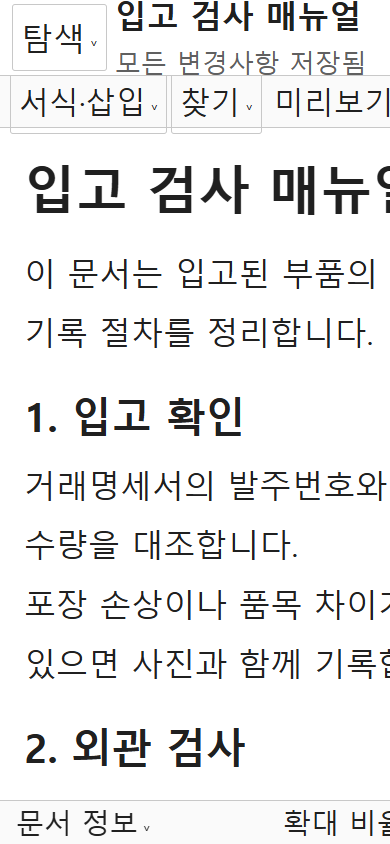 탐색 ˅
입고 검사 매뉴얼
모든 변경사항 저장됨
서식·삽입 ˅ 찾기 ˅ 미리보기
입고 검사 매뉴얼
이 문서는 입고된 부품의
기록 절차를 정리합니다.
1. 입고 확인
거래명세서의 발주번호와
수량을 대조합니다.
포장 손상이나 품목 차이가
있으면 사진과 함께 기록합
2. 외관 검사
문서 정보 ˅ 확대 비율